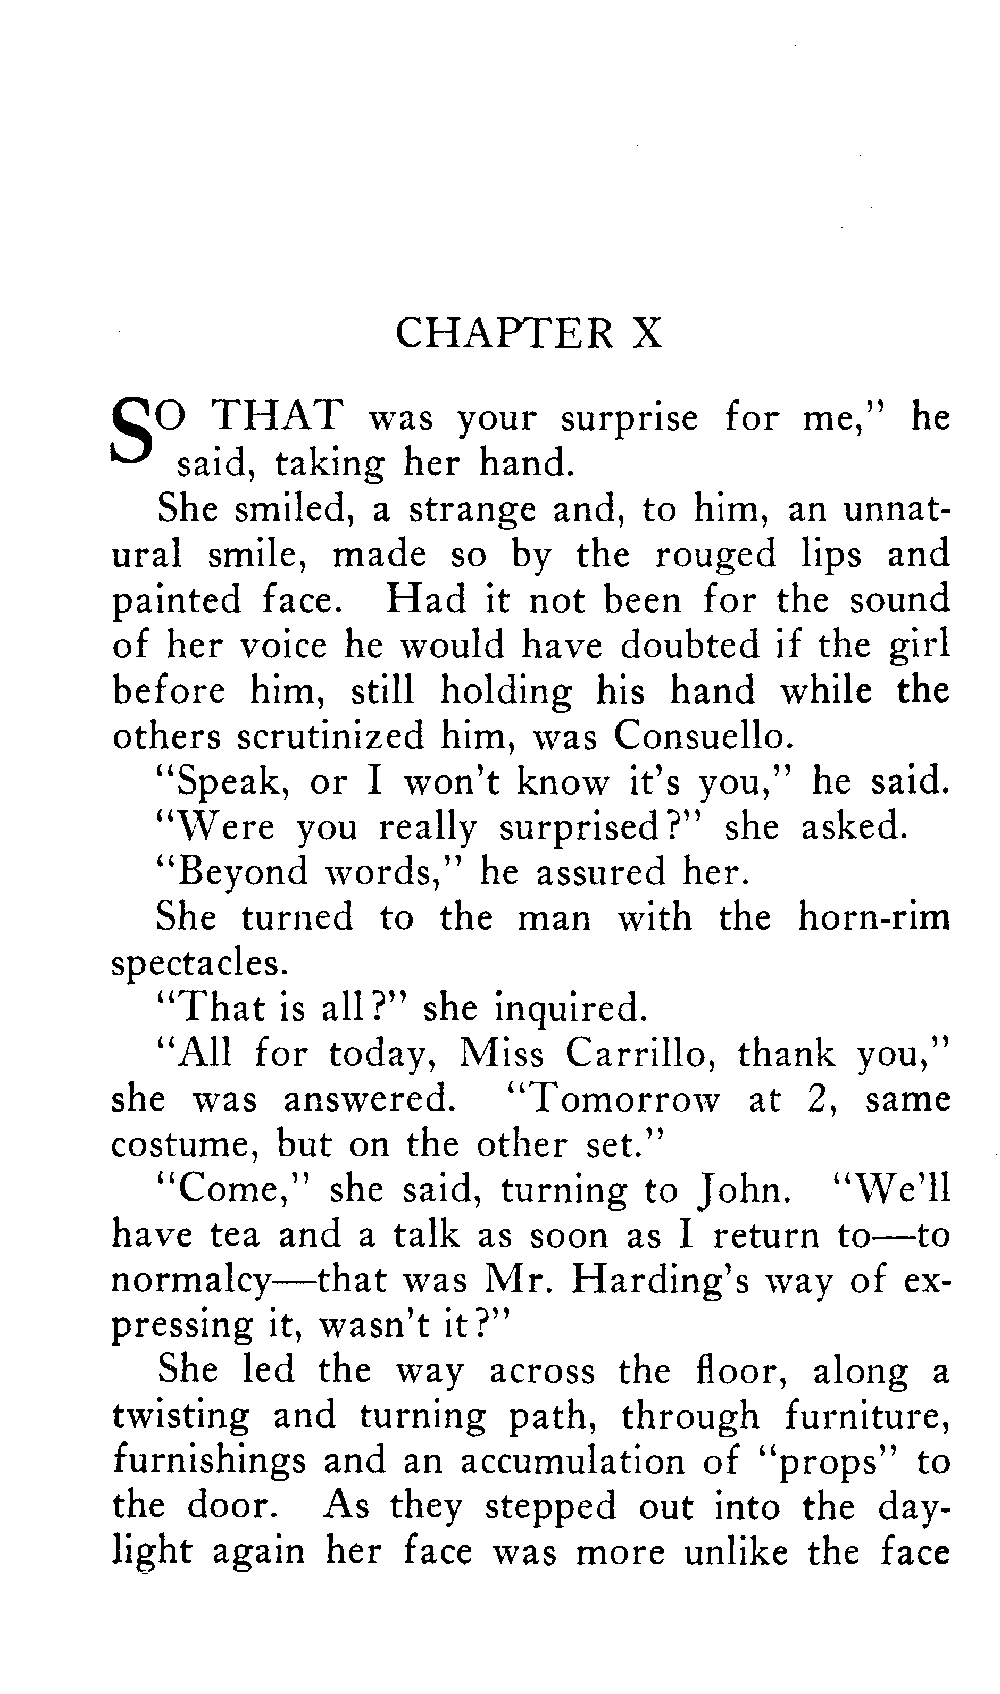 CHAPTER X
SO THAT was your surprise for me,” he
said, taking her hand.
She smiled, a strange and, to him, an unnat-
ural smile, made so by the rouged lips and
painted face. Had it not been for the sound
of her voice he would have doubted if the girl
before him, still holding his hand while the
others scrutinized him, was Consuello.
“Speak, or I won’t know it’s you,” he said.
“Were you really surprised?” she asked.
“Beyond words,” he assured her.
She turned to the man with the horn-rim
spectacles.
“That is all?” she inquired.
“All for today, Miss Carrillo, thank you,”
she was answered. “Tomorrow at 2, same
costume, but on the other set.”
“Come,” she said, turning to John. “We’ll
have tea and a talk as soon as I return to—to
normalcy—that was Mr. Harding’s way of ex-
pressing it, wasn’t it?”
She led the way across the floor, along a
twisting and turning path, through furniture,
furnishings and an accumulation of “props” to
the door. As they stepped out into the day-
light again her face was more unlike the face